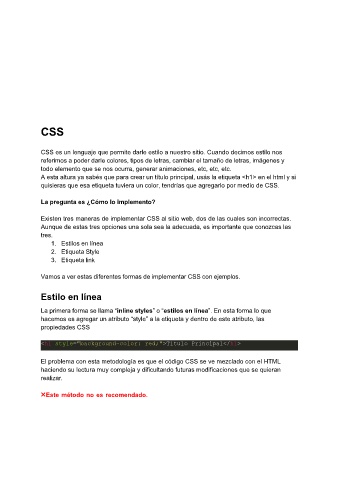 CSS
CSS es un lenguaje que permite darle estilo a nuestro sitio. Cuando decimos estilo nos
referimos a poder darle colores, tipos de letras, cambiar el tamaño de letras, imágenes y
todo elemento que se nos ocurra, generar animaciones, etc, etc, etc.
A esta altura ya sabés que para crear un título principal, usás la etiqueta <h1> en el html y si
quisieras que esa etiqueta tuviera un color, tendrías que agregarlo por medio de CSS.
La pregunta es ¿Cómo lo implemento?
Existen tres maneras de implementar CSS al sitio web, dos de las cuales son incorrectas.
Aunque de estas tres opciones una sola sea la adecuada, es importante que conozcas las
tres.
1. Estilos en línea
2. Etiqueta Style
3. Etiqueta link
Vamos a ver estas diferentes formas de implementar CSS con ejemplos.
Estilo en línea
La primera forma se llama “inline styles” o “estilos en línea”. En esta forma lo que
hacemos es agregar un atributo “style” a la etiqueta y dentro de este atributo, las
propiedades CSS
<h1 style="background-color: red;">Titulo Principal</h1>
El problema con esta metodología es que el código CSS se ve mezclado con el HTML
haciendo su lectura muy compleja y dificultando futuras modificaciones que se quieran
realizar.
❌Este método no es recomendado.